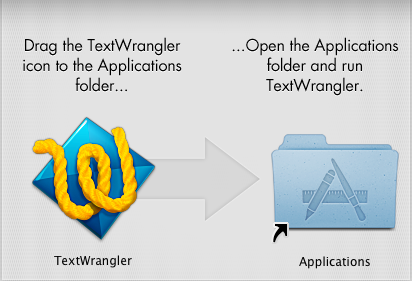 Drag the TextWrangler
icon to the Applications
folder...
...Open the Applications
folder and run
TextWrangler.
TextWrangler
Applications